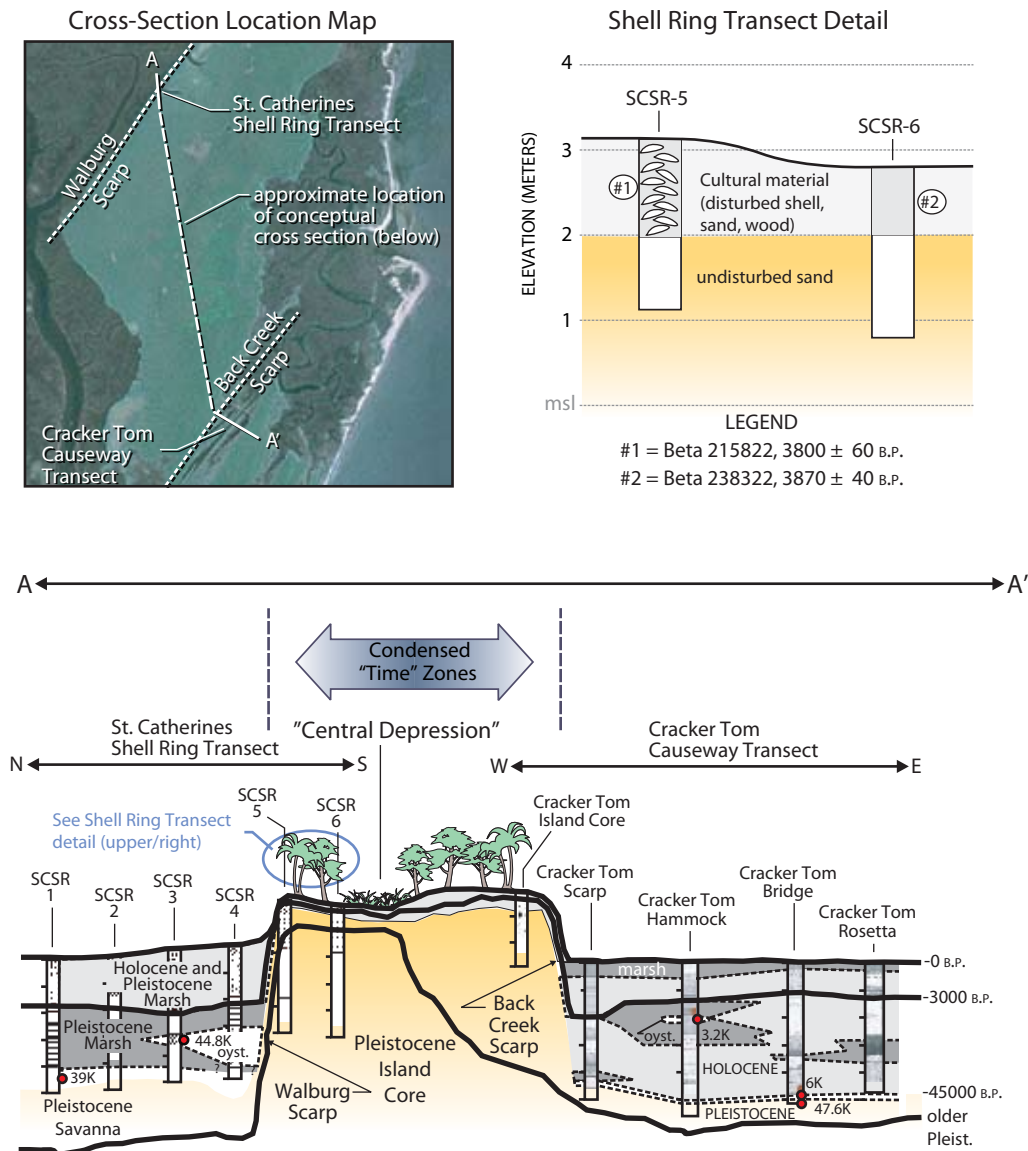 Cross-Section Location Map
A
St. Catherines
Shell Ring Transect
Walburg
Scarp
approximate location
of conceptual
cross section (below)
Back Creek
Scarp
Cracker Tom
Causeway
Transect
A'
Shell Ring Transect Detail
ELEVATION (METERS)
4
3
2
1
msl
SCSR-5
SCSR-6
#1
#2
Cultural material
(disturbed shell,
sand, wood)
undisturbed sand
LEGEND
#1 = Beta 215822, 3800 ± 60 B.P.
#2 = Beta 238322, 3870 ± 40 B.P.
A
A'
Condensed
“Time” Zones
St. Catherines
Shell Ring Transect
N
S
”Central Depression”
Cracker Tom
Causeway Transect
W
E
See Shell Ring Transect
detail (upper/right)
SCSR
1
SCSR
2
SCSR
3
SCSR
4
SCSR
5
SCSR
6
Cracker Tom
Island Core
Cracker Tom
Scarp
Cracker Tom
Hammock
Cracker Tom
Bridge
Cracker Tom
Rosetta
Holocene and
Pleistocene
Marsh
Pleistocene
Marsh
44.8K
oyst.
?
?
39K
Pleistocene
Savanna
Walburg
Scarp
Pleistocene
Island
Core
Back
Creek
Scarp
marsh
oyst.
3.2K
HOLOCENE
6K
PLEISTOCENE
47.6K
-0 B.P.
-3000 B.P.
-45000 B.P.
older
Pleist.